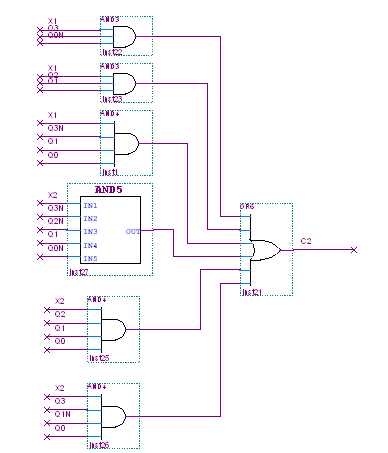 AND3
X1
Q3
Q0N
inst22
AND3
X1
Q2
Q1
inst23
AND4
X1
Q3N
Q1
Q0
inst1
AND5
X2
Q3N
Q2N
Q1
Q0N
IN1
IN2
IN3
IN4
IN5
OUT
inst27
OR6
C2
inst21
AND4
X2
Q2
Q1
Q0
inst25
AND4
X2
Q3
Q1N
Q0
inst26